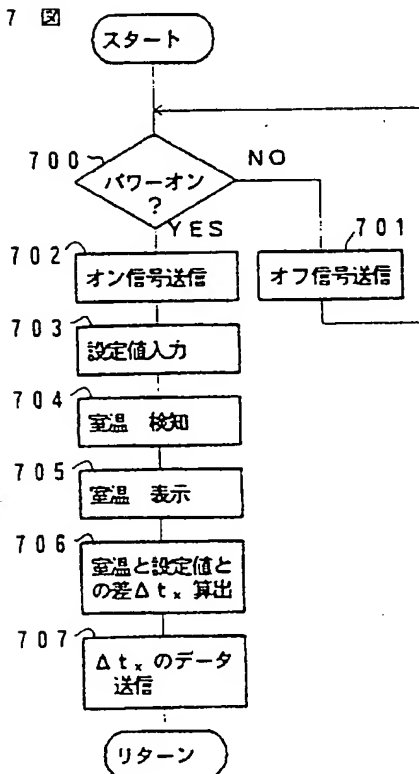 7 図
スタート
700
パワーオン
?
NO
YES
701
702
オン信号送信
オフ信号送信
703
設定値入力
704
室温 検知
705
室温 表示
706
室温と設定値と
の差Δtx 算出
707
Δtxのデータ
送信
リターン